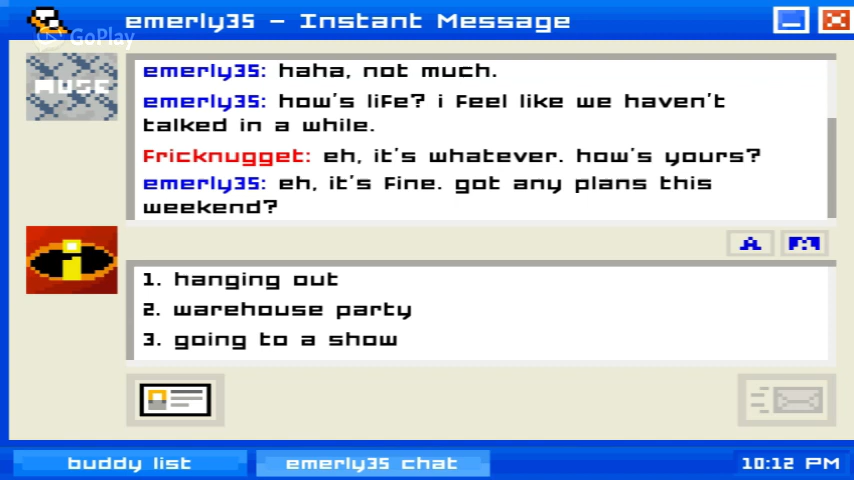 emerly35 - Instant Message
GoPlay
emerly35: haha, not much.
MUSE
emerly35: how's life? i feel like we haven't
talked in a while.
Fricknugget: eh, it's whatever. how's yours?
emerly35: eh, it's fine. got any plans this
weekend?
A
1. hanging out
2. warehouse party
3. going to a show
buddy list
emerly35 chat
10:12 PM